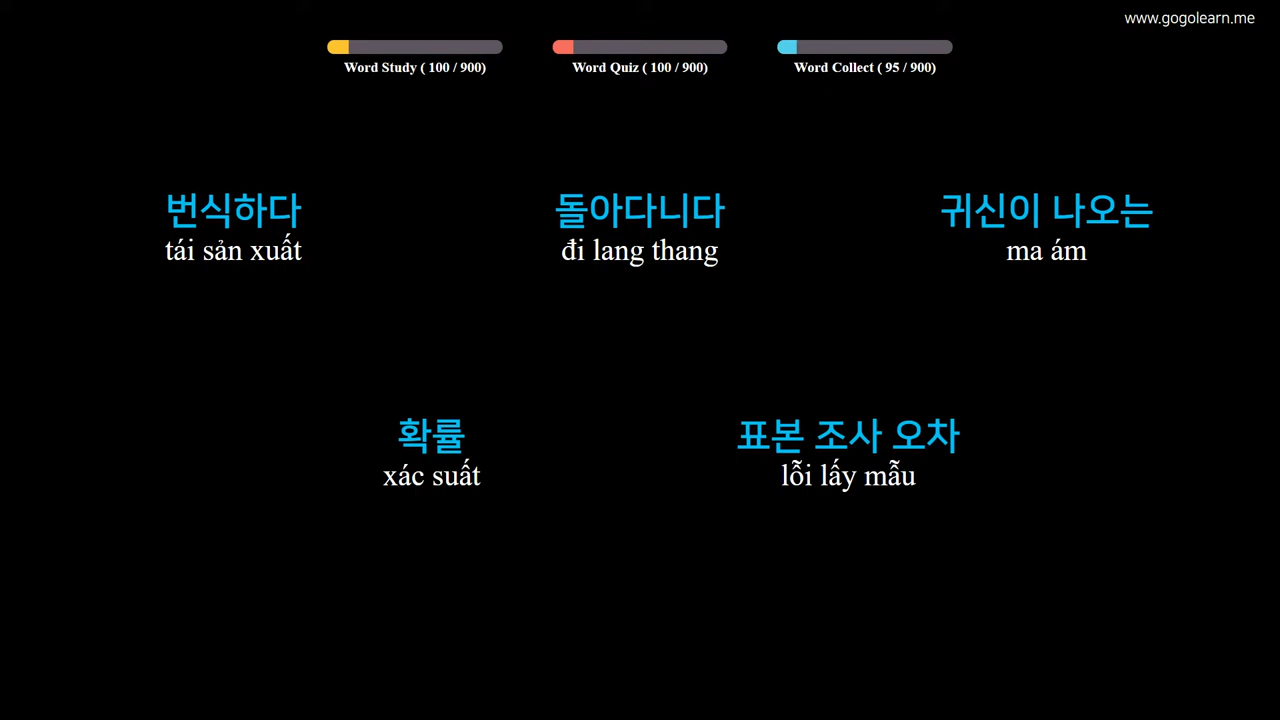 www.gogolearn.me
Word Study ( 100 / 900)
Word Quiz ( 100 / 900)
Word Collect ( 95 / 900)
번식하다
tái sản xuất
돌아다니다
đi lang thang
귀신이 나오는
ma ám
확률
xác suất
표본 조사 오차
lỗi lấy mẫu